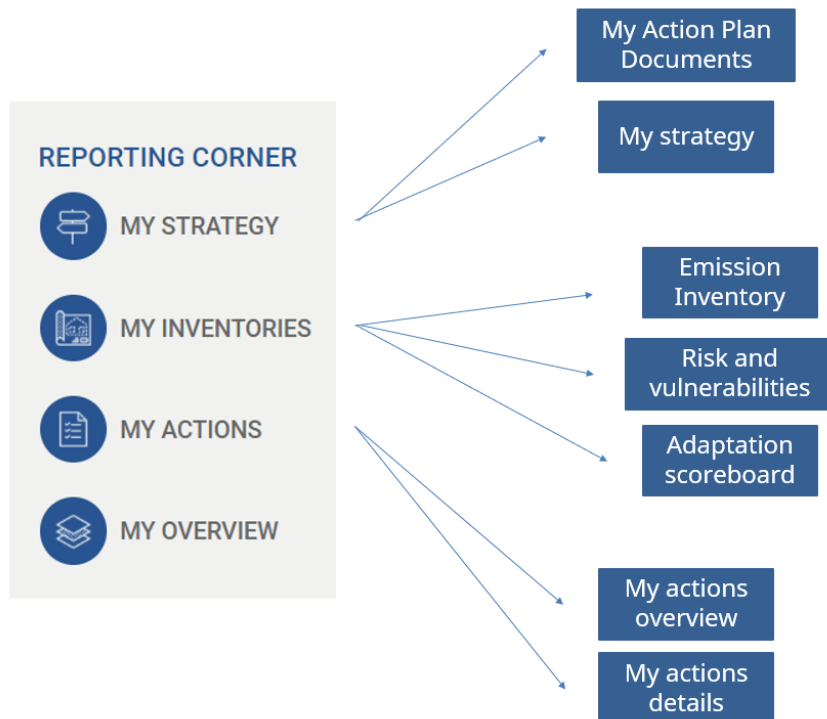 REPORTING CORNER
MY STRATEGY
MY INVENTORIES
MY ACTIONS
MY OVERVIEW
My Action Plan
Documents
My strategy
Emission
Inventory
Risk and
vulnerabilities
Adaptation
scoreboard
My actions
overview
My actions
details